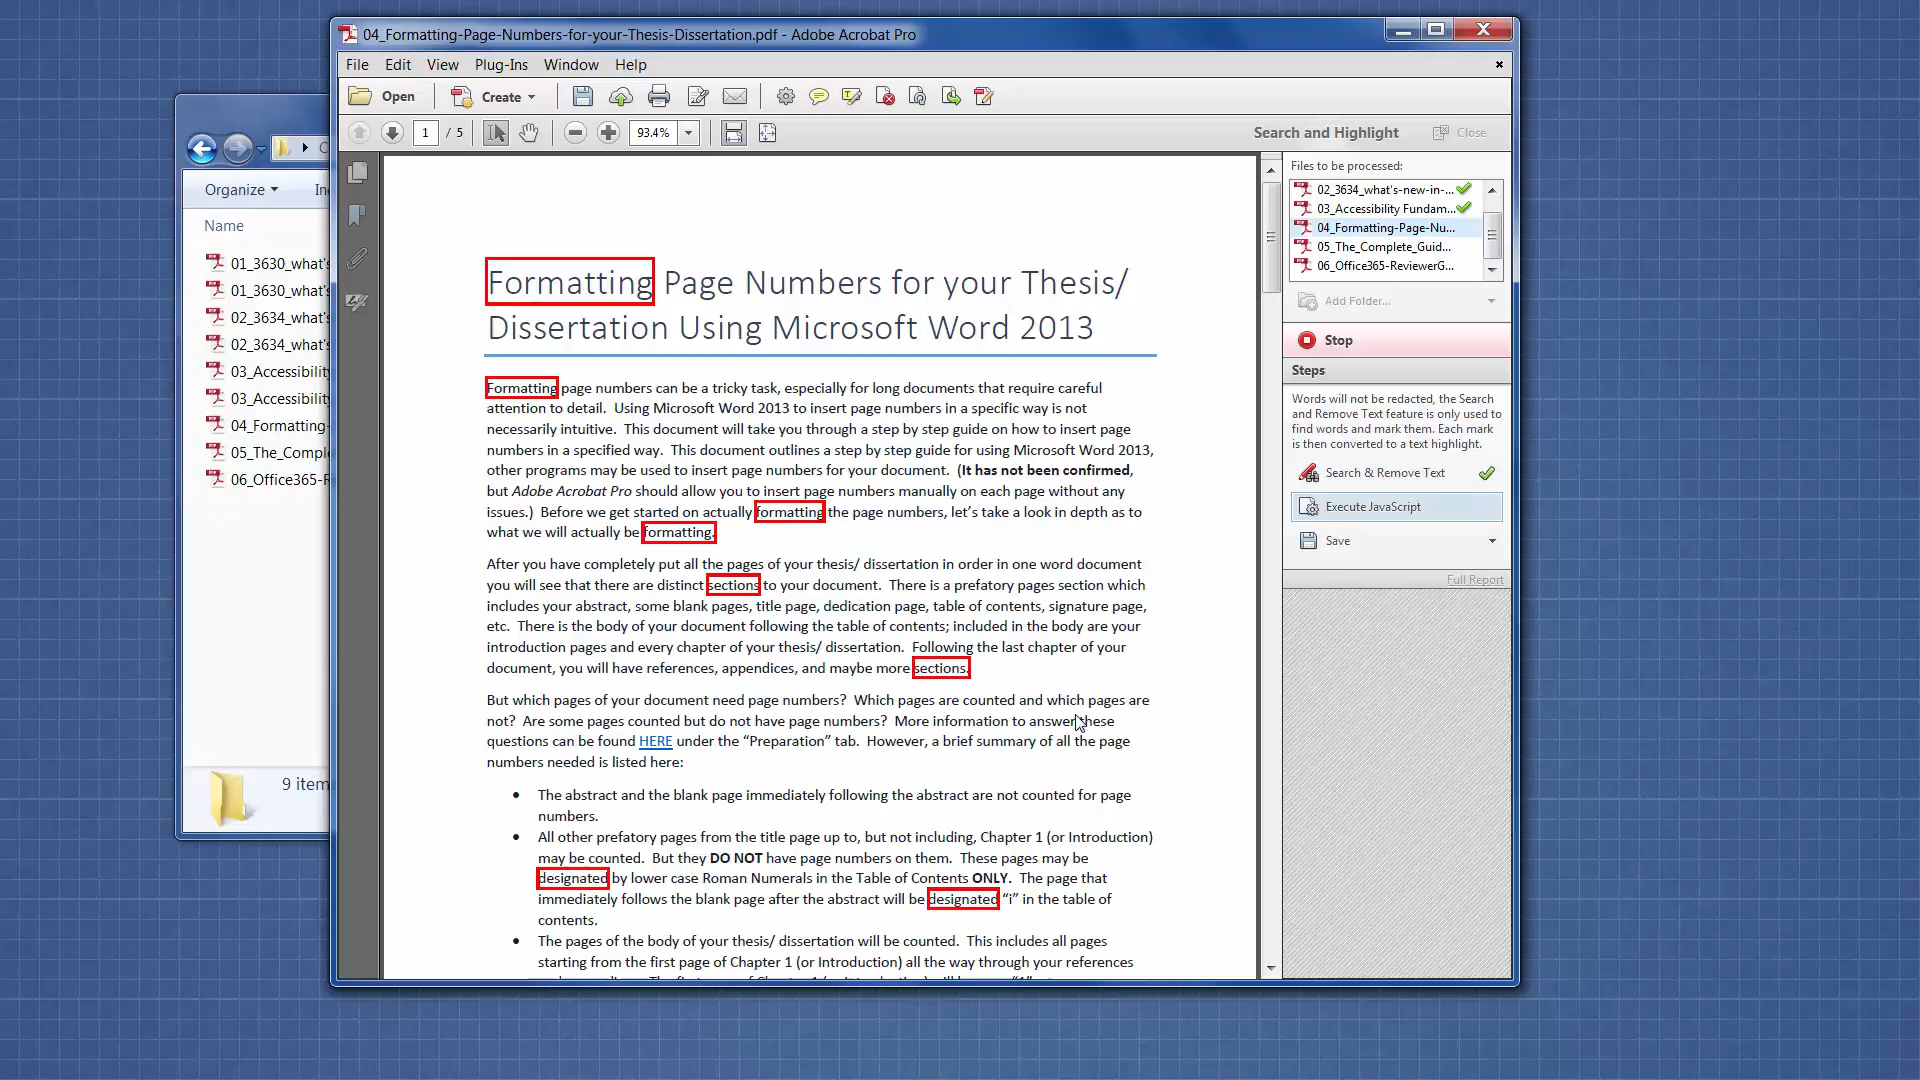 04_Formatting-Page-Numbers-for-your-Thesis-Dissertation.pdf - Adobe Acrobat Pro
File Edit View Plug-Ins Window Help
Open Create
1 / 5 93.4% Search and Highlight Close
Organize
Name
01_3630_what's
01_3630_what's
02_3634_what's
02_3634_what's
03_Accessibility
03_Accessibility
04_Formatting-
05_The_Comple
06_Office365-Re
9 item
Formatting Page Numbers for your Thesis/
Dissertation Using Microsoft Word 2013
Formatting page numbers can be a tricky task, especially for long documents that require careful
attention to detail. Using Microsoft Word 2013 to insert page numbers in a specific way is not
necessarily intuitive. This document will take you through a step by step guide on how to insert page
numbers in a specified way. This document outlines a step by step guide for using Microsoft Word 2013,
other programs may be used to insert page numbers for your document. (It has not been confirmed,
but Adobe Acrobat Pro should allow you to insert page numbers manually on each page without any
issues.) Before we get started on actually formatting the page numbers, let’s take a look in depth as to
what we will actually be formatting.
After you have completely put all the pages of your thesis/ dissertation in order in one word document
you will see that there are distinct sections to your document. There is a prefatory pages section which
includes your abstract, some blank pages, title page, dedication page, table of contents, signature page,
etc. There is the body of your document following the table of contents; included in the body are your
introduction pages and every chapter of your thesis/ dissertation. Following the last chapter of your
document, you will have references, appendices, and maybe more sections.
But which pages of your document need page numbers? Which pages are counted and which pages are
not? Are some pages counted but do not have page numbers? More information to answer these
questions can be found HERE under the “Preparation” tab. However, a brief summary of all the page
numbers needed is listed here:
• The abstract and the blank page immediately following the abstract are not counted for page
numbers.
• All other prefatory pages from the title page up to, but not including, Chapter 1 (or Introduction)
may be counted. But they DO NOT have page numbers on them. These pages may be
designated by lower case Roman Numerals in the Table of Contents ONLY. The page that
immediately follows the blank page after the abstract will be designated “i” in the table of
contents.
• The pages of the body of your thesis/ dissertation will be counted. This includes all pages
starting from the first page of Chapter 1 (or Introduction) all the way through your references
Files to be processed:
02_3634_what's-new-in-...
03_Accessibility Fundam...
04_Formatting-Page-Nu...
05_The_Complete_Guid...
06_Office365-ReviewerG...
Add Folder...
Stop
Steps
Words will not be redacted, the Search
and Remove Text feature is only used to
find words and mark them. Each mark
is then converted to a text highlight.
Search & Remove Text
Execute JavaScript
Save
Full Report